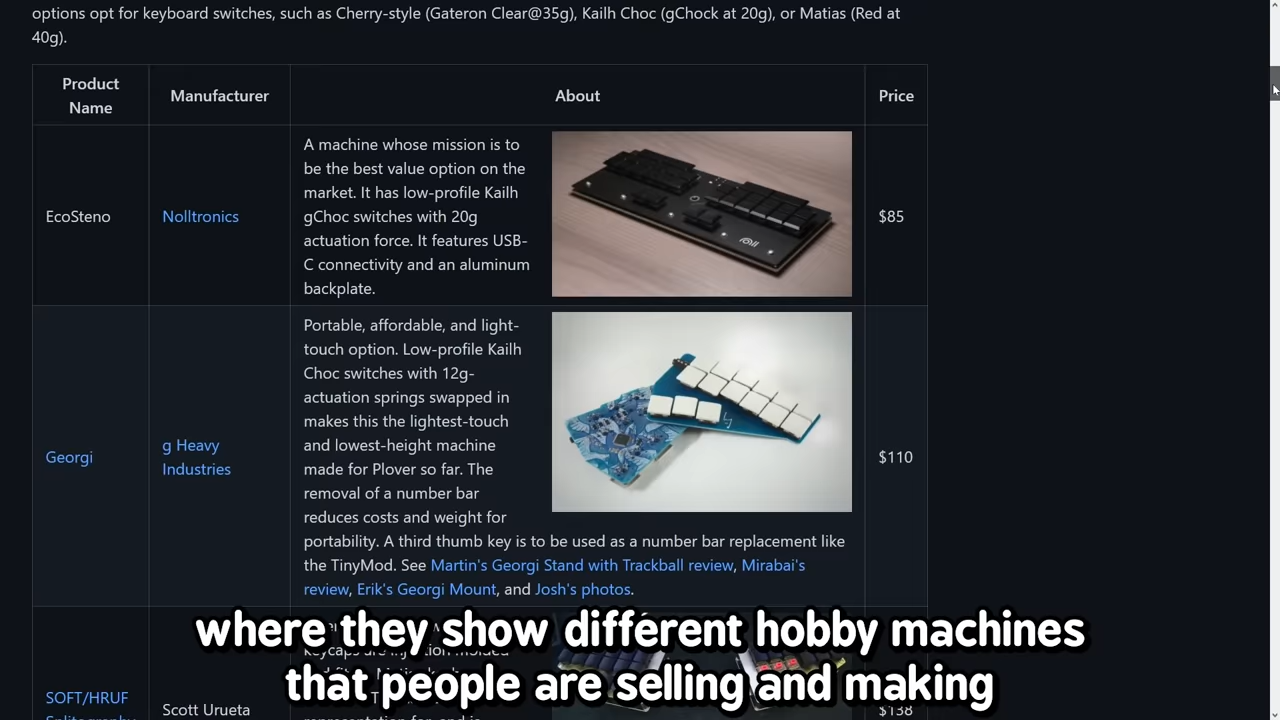 options opt for keyboard switches, such as Cherry-style (Gateron Clear@35g), Kailh Choc (gChock at 20g), or Matias (Red at
40g).
Product
Name
Manufacturer
About
Price
EcoSteno
Nolltronics
A machine whose mission is to
be the best value option on the
market. It has low-profile Kailh
gChoc switches with 20g
actuation force. It features USB-
C connectivity and an aluminum
backplate.
noll
$85
Georgi
g Heavy
Industries
Portable, affordable, and light-
touch option. Low-profile Kailh
Choc switches with 12g-
actuation springs swapped in
makes this the lightest-touch
and lowest-height machine
made for Plover so far. The
removal of a number bar
reduces costs and weight for
portability. A third thumb key is to be used as a number bar replacement like
the TinyMod. See Martin's Georgi Stand with Trackball review, Mirabai's
review, Erik's Georgi Mount, and Josh's photos.
$110
SOFT/HRUF
Splitography
Scott Urueta
keycaps are injection molded
$138
where they show different hobby machines
that people are selling and making